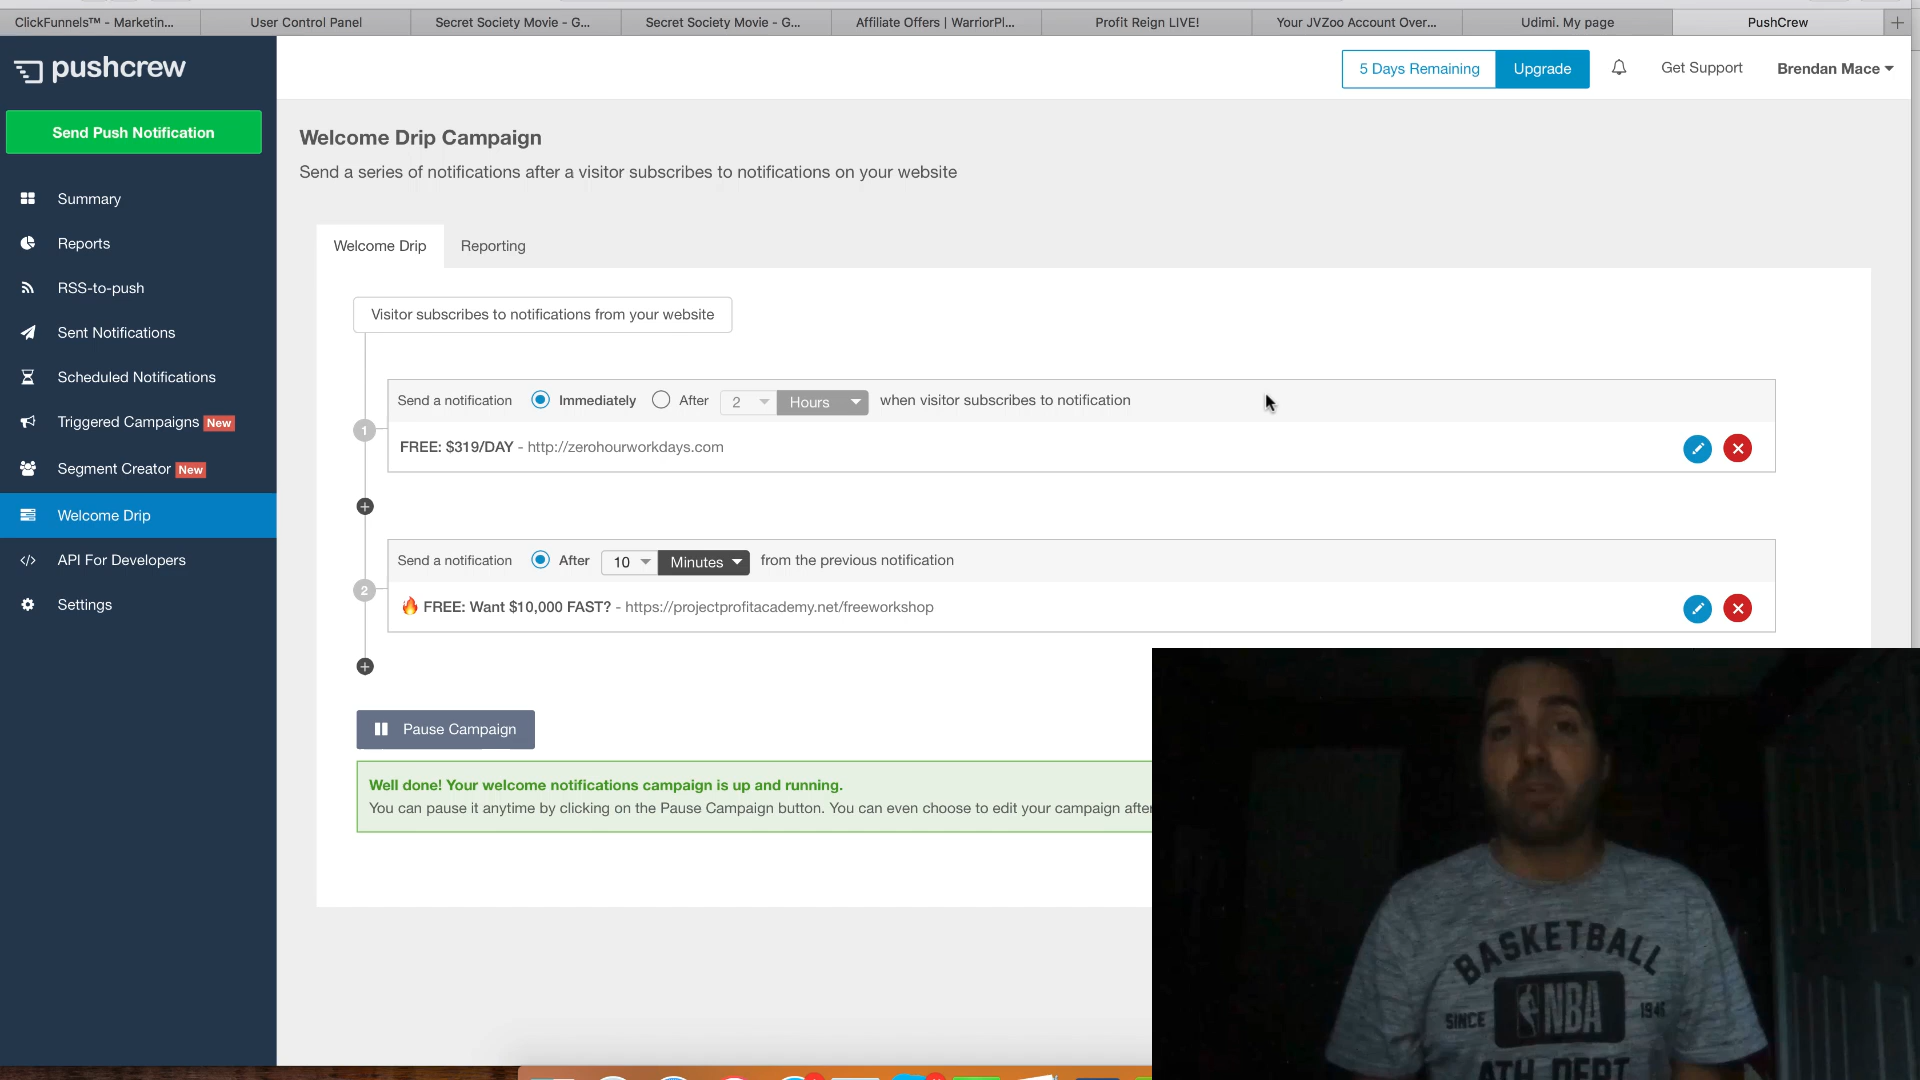 ClickFunnels™ - Marketin...
User Control Panel
Secret Society Movie - G...
Secret Society Movie - G...
Affiliate Offers | WarriorPl...
Profit Reign LIVE!
Your JVZoo Account Over...
Udimi. My page
PushCrew
pushcrew
5 Days Remaining
Upgrade
Get Support
Brendan Mace
Send Push Notification
Summary
Reports
RSS-to-push
Sent Notifications
Scheduled Notifications
Triggered Campaigns New
Segment Creator New
Welcome Drip
API For Developers
Settings
Welcome Drip Campaign
Send a series of notifications after a visitor subscribes to notifications on your website
Welcome Drip
Reporting
Visitor subscribes to notifications from your website
Send a notification Immediately After 2 Hours when visitor subscribes to notification
1
FREE: $319/DAY - http://zerohourworkdays.com
Send a notification After 10 Minutes from the previous notification
2
🔥 FREE: Want $10,000 FAST? - https://projectprofitacademy.net/freeworkshop
Pause Campaign
Well done! Your welcome notifications campaign is up and running.
You can pause it anytime by clicking on the Pause Campaign button. You can even choose to edit your campaign after
BASKETBALL
SINCE NBA 1946
ATH DEPT